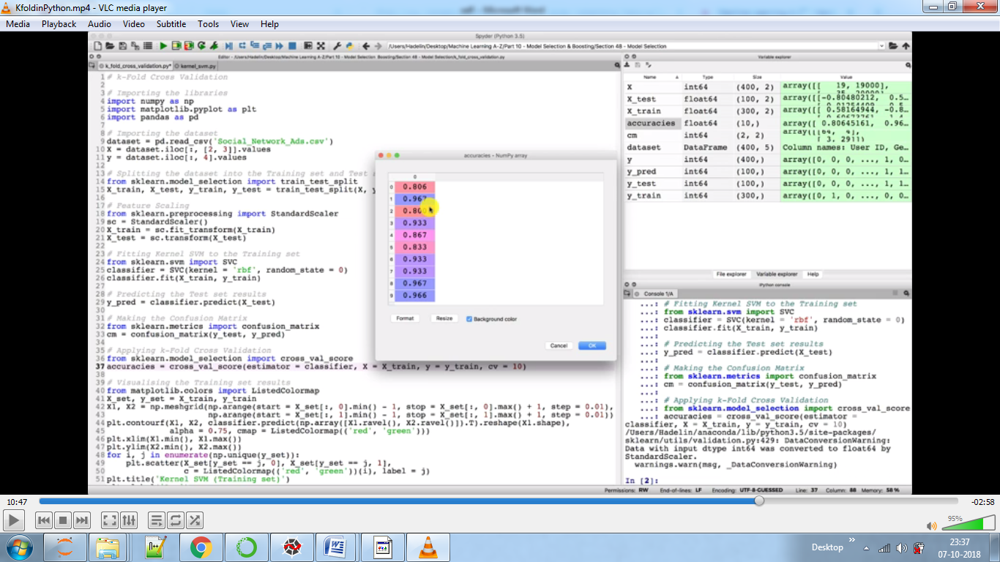 KfoldinPython.mp4 - VLC media player
Media Playback Audio Video Subtitle Tools View Help
Spyder (Python 3.5)
/Users/Hadelin/Desktop/Machine Learning A-Z/Part 10 - Model Selection & Boosting/Section 48 - Model Selection
Editor - /Users/Hadelin/Desktop/Machine Learning A-Z/Part 10 - Model Selection Boosting/Section 48 - Model Selection/k_fold_cross_validation.py
k_fold_cross_validation.py* kernel_svm.py
1 # k-Fold Cross Validation
2
3 # Importing the libraries
4 import numpy as np
5 import matplotlib.pyplot as plt
6 import pandas as pd
7
8 # Importing the dataset
9 dataset = pd.read_csv('Social_Network_Ads.csv')
10 X = dataset.iloc[:, [2, 3]].values
11 y = dataset.iloc[:, 4].values
12
13 # Splitting the dataset into the Training set and Test s
14 from sklearn.model_selection import train_test_split
15 X_train, X_test, y_train, y_test = train_test_split(X, y
16
17 # Feature Scaling
18 from sklearn.preprocessing import StandardScaler
19 sc = StandardScaler()
20 X_train = sc.fit_transform(X_train)
21 X_test = sc.transform(X_test)
22
23 # Fitting Kernel SVM to the Training set
24 from sklearn.svm import SVC
25 classifier = SVC(kernel = 'rbf', random_state = 0)
26 classifier.fit(X_train, y_train)
27
28 # Predicting the Test set results
29 y_pred = classifier.predict(X_test)
30
31 # Making the Confusion Matrix
32 from sklearn.metrics import confusion_matrix
33 cm = confusion_matrix(y_test, y_pred)
34
35 # Applying k-Fold Cross Validation
36 from sklearn.model_selection import cross_val_score
37 accuracies = cross_val_score(estimator = classifier, X = X_train, y = y_train, cv = 10)
38
39 # Visualising the Training set results
40 from matplotlib.colors import ListedColormap
41 X_set, y_set = X_train, y_train
42 X1, X2 = np.meshgrid(np.arange(start = X_set[:, 0].min() - 1, stop = X_set[:, 0].max() + 1, step = 0.01),
43 np.arange(start = X_set[:, 1].min() - 1, stop = X_set[:, 1].max() + 1, step = 0.01))
44 plt.contourf(X1, X2, classifier.predict(np.array([X1.ravel(), X2.ravel()]).T).reshape(X1.shape),
45 alpha = 0.75, cmap = ListedColormap(('red', 'green')))
46 plt.xlim(X1.min(), X1.max())
47 plt.ylim(X2.min(), X2.max())
48 for i, j in enumerate(np.unique(y_set)):
49 plt.scatter(X_set[y_set == j, 0], X_set[y_set == j, 1],
50 c = ListedColormap(('red', 'green'))(i), label = j)
51 plt.title('Kernel SVM (Training set)')
accuracies - NumPy array
0
0 0.806
1 0.967
2 0.80
3 0.933
4 0.867
5 0.833
6 0.933
7 0.933
8 0.967
9 0.966
Format Resize Background color
Cancel OK
Variable explorer
Name Type Size Value
X int64 (400, 2) array([[ 19, 19000],
X_test float64 (100, 2) array([[-0.80480212, 0.5...
X_train float64 (300, 2) array([[ 0.58164944, -0.8...
accuracies float64 (10,) array([ 0.80645161, 0.96...
cm int64 (2, 2) array([[64, 4],
[ 3, 29]])
dataset DataFrame (400, 5) Column names: User ID, Ge...
y int64 (400,) array([0, 0, 0, ..., 1, 0...
y_pred int64 (100,) array([0, 0, 0, ..., 1, 1...
y_test int64 (100,) array([0, 0, 0, ..., 1, 1...
y_train int64 (300,) array([0, 1, 0, ..., 0, 0...
File explorer Variable explorer Help
IPython console
Console 1/A
...: # Fitting Kernel SVM to the Training set
...: from sklearn.svm import SVC
...: classifier = SVC(kernel = 'rbf', random_state = 0)
...: classifier.fit(X_train, y_train)
...:
...: # Predicting the Test set results
...: y_pred = classifier.predict(X_test)
...:
...: # Making the Confusion Matrix
...: from sklearn.metrics import confusion_matrix
...: cm = confusion_matrix(y_test, y_pred)
...:
...: # Applying k-Fold Cross Validation
...: from sklearn.model_selection import cross_val_score
...: accuracies = cross_val_score(estimator =
classifier, X = X_train, y = y_train, cv = 10)
/Users/Hadelin/anaconda/lib/python3.5/site-packages/
sklearn/utils/validation.py:429: DataConversionWarning:
Data with input dtype int64 was converted to float64 by
StandardScaler.
warnings.warn(msg, _DataConversionWarning)
In [2]:
Permissions: RW End-of-lines: LF Encoding: UTF-8-GUESSED Line: 37 Column: 88 Memory: 58 %
10:47 -02:58
95%
Desktop
23:37
07-10-2018